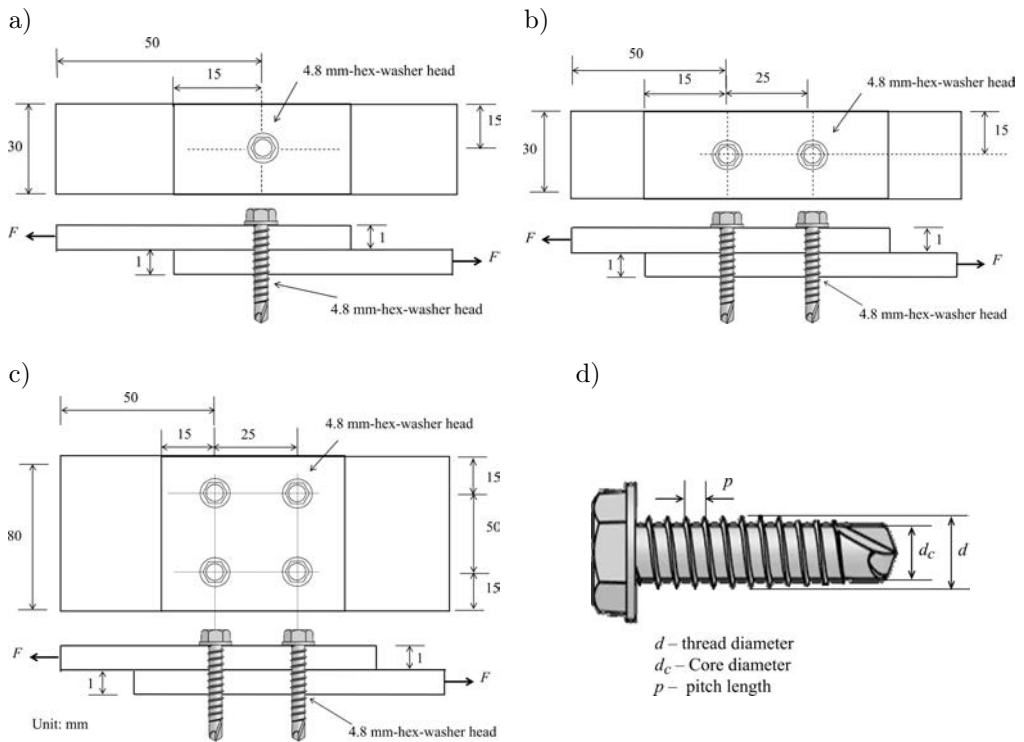 a)
50
15
4.8 mm-hex-washer head
30
15
F
1
1
F
4.8 mm-hex-washer head
b)
50
15
25
4.8 mm-hex-washer head
30
15
F
1
1
F
4.8 mm-hex-washer head
c)
50
15
25
4.8 mm-hex-washer head
15
80
50
15
F
1
1
F
Unit: mm
4.8 mm-hex-washer head
d)
p
dc
d
d – thread diameter
dc – Core diameter
p – pitch length